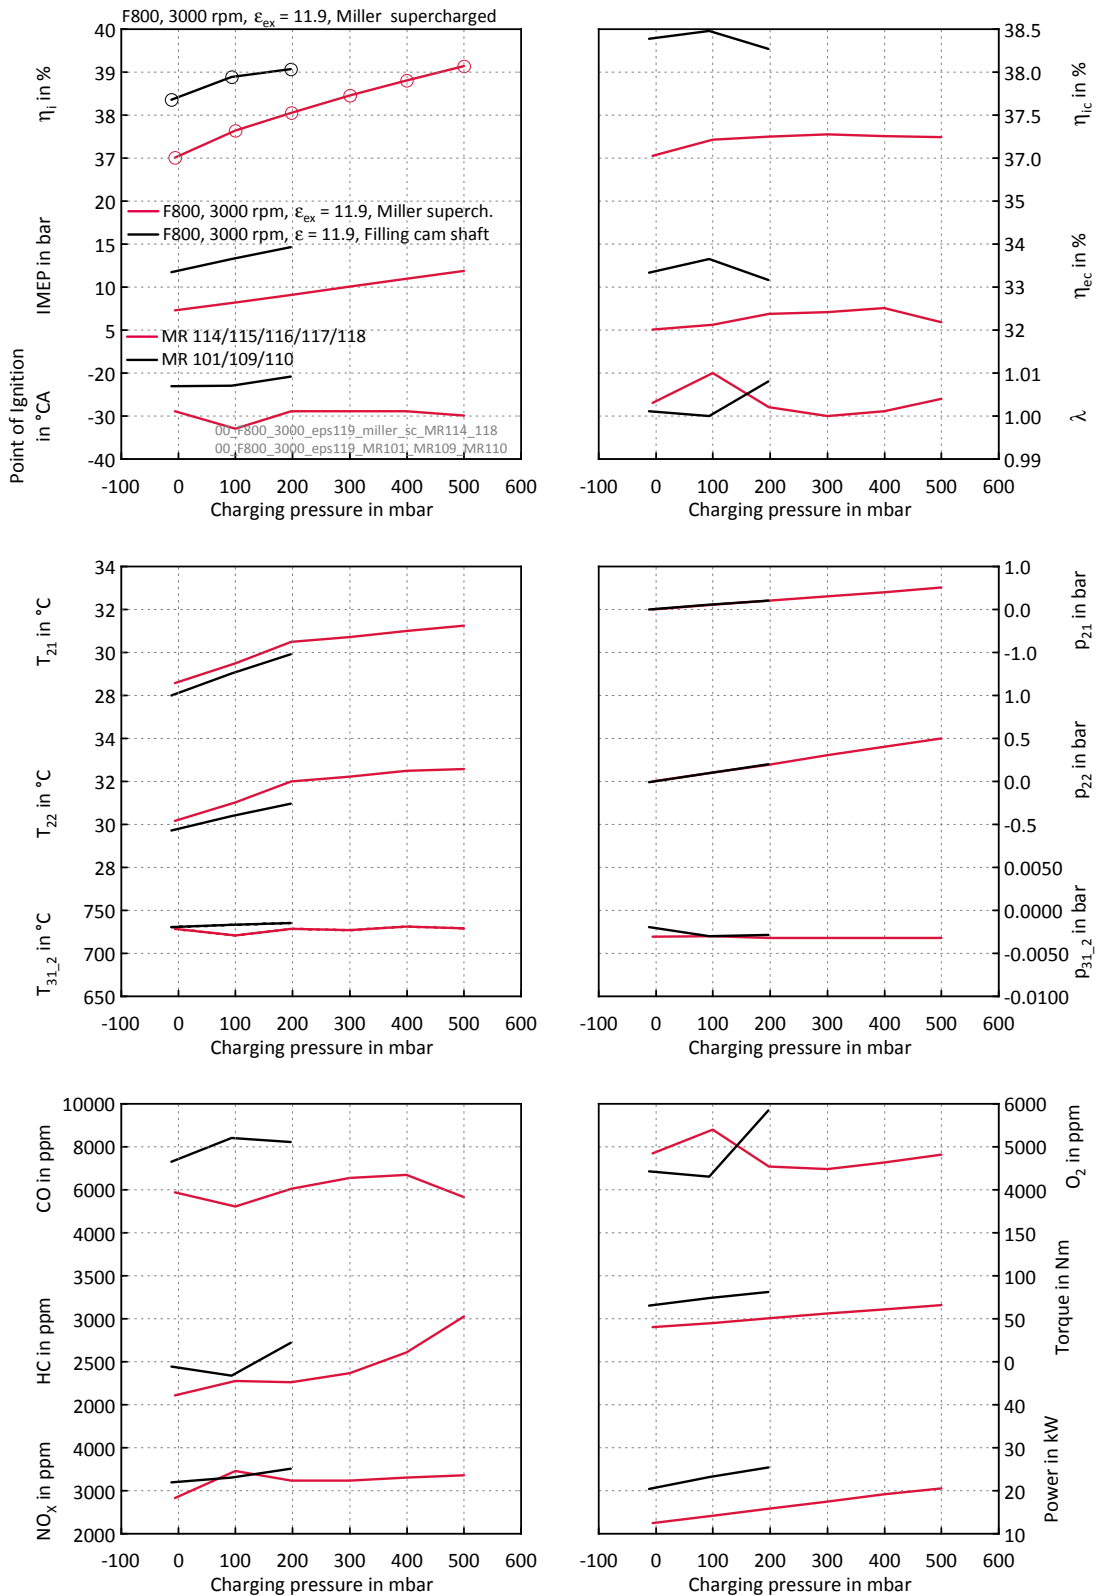 F800, 3000 rpm, εex = 11.9, Miller supercharged
40
39
38
37
ηi in %
20
15
10
5
IMEP in bar
F800, 3000 rpm, εex = 11.9, Miller superch.
F800, 3000 rpm, ε = 11.9, Filling cam shaft
MR 114/115/116/117/118
MR 101/109/110
-20
-30
-40
Point of Ignition
in °CA
00_F800_3000_eps119_miller_sc_MR114_118
00_F800_3000_eps119_MR101_MR109_MR110
-100 0 100 200 300 400 500 600
Charging pressure in mbar
38.5
38.0
37.5
37.0
ηic in %
35
34
33
32
ηec in %
1.01
1.00
0.99
λ
-100 0 100 200 300 400 500 600
Charging pressure in mbar
34
32
30
28
T21 in °C
34
32
30
28
T22 in °C
750
700
650
T31_2 in °C
-100 0 100 200 300 400 500 600
Charging pressure in mbar
1.0
0.0
-1.0
p21 in bar
1.0
0.5
0.0
-0.5
p22 in bar
0.0050
0.0000
-0.0050
-0.0100
p31_2 in bar
-100 0 100 200 300 400 500 600
Charging pressure in mbar
10000
8000
6000
4000
CO in ppm
3500
3000
2500
2000
HC in ppm
4000
3000
2000
NOX in ppm
-100 0 100 200 300 400 500 600
Charging pressure in mbar
6000
5000
4000
O2 in ppm
150
100
50
0
Torque in Nm
40
30
20
10
Power in kW
-100 0 100 200 300 400 500 600
Charging pressure in mbar